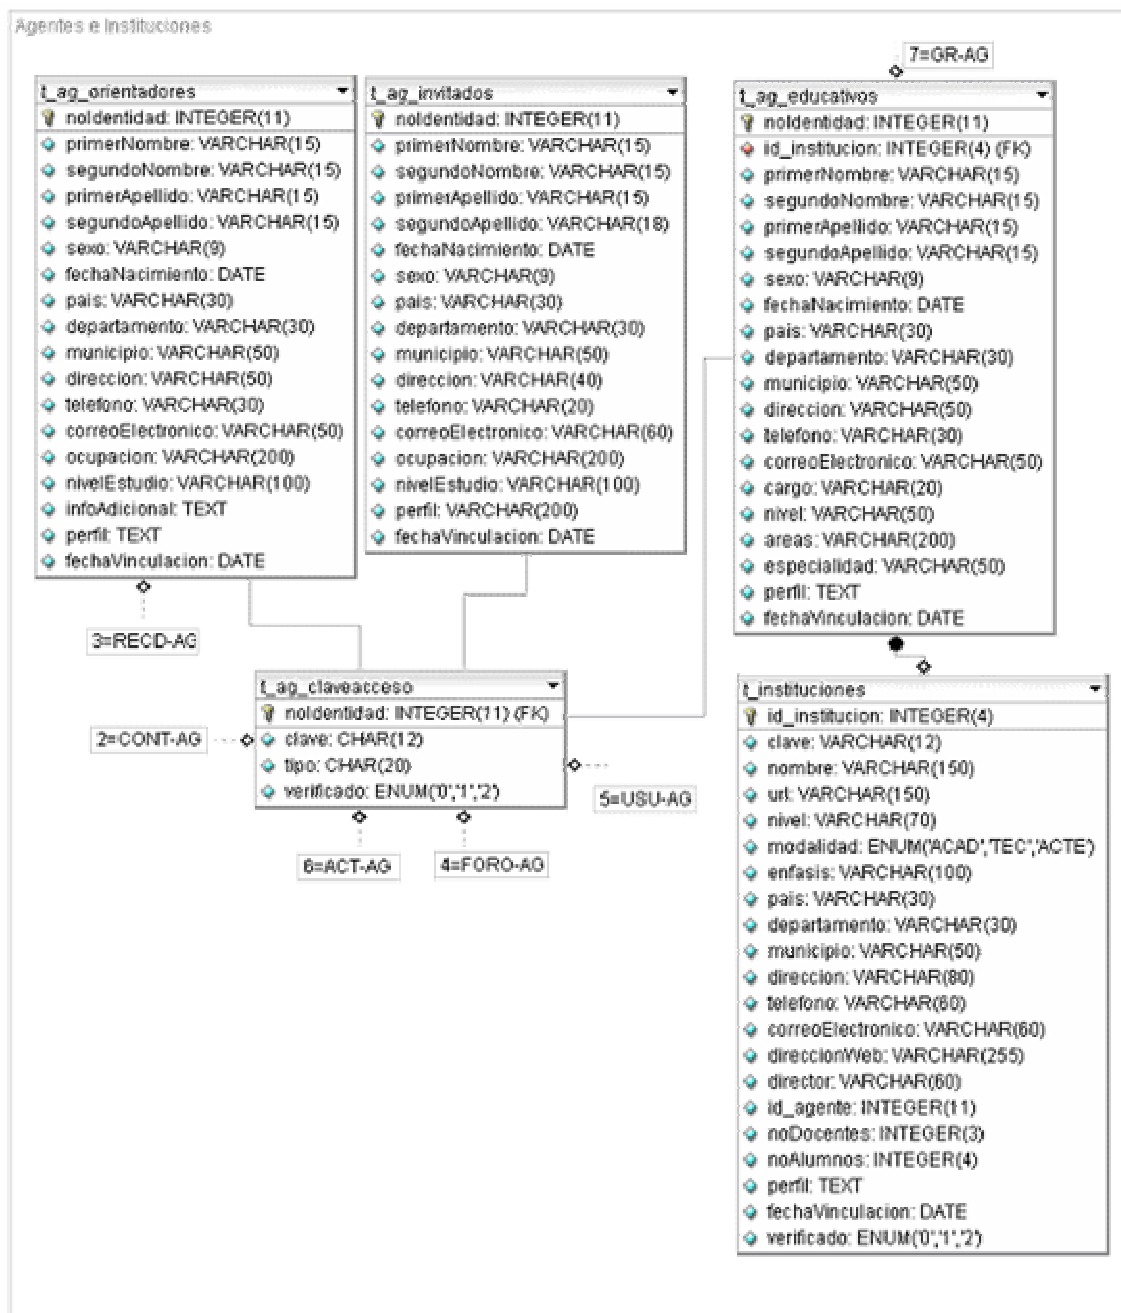 Agentes e Instituciones
7=GR-AG
t_ag_orientadores
noIdentidad: INTEGER(11)
primerNombre: VARCHAR(15)
segundoNombre: VARCHAR(15)
primerApellido: VARCHAR(15)
segundoApellido: VARCHAR(15)
sexo: VARCHAR(9)
fechaNacimiento: DATE
pais: VARCHAR(30)
departamento: VARCHAR(30)
municipio: VARCHAR(50)
direccion: VARCHAR(50)
telefono: VARCHAR(30)
correoElectronico: VARCHAR(50)
ocupacion: VARCHAR(200)
nivelEstudio: VARCHAR(100)
infoAdicional: TEXT
perfil: TEXT
fechaVinculacion: DATE
t_ag_invitados
noIdentidad: INTEGER(11)
primerNombre: VARCHAR(15)
segundoNombre: VARCHAR(15)
primerApellido: VARCHAR(15)
segundoApellido: VARCHAR(18)
fechaNacimiento: DATE
sexo: VARCHAR(9)
pais: VARCHAR(30)
departamento: VARCHAR(30)
municipio: VARCHAR(50)
direccion: VARCHAR(40)
telefono: VARCHAR(20)
correoElectronico: VARCHAR(60)
ocupacion: VARCHAR(200)
nivelEstudio: VARCHAR(100)
perfil: VARCHAR(200)
fechaVinculacion: DATE
t_ag_educativos
noIdentidad: INTEGER(11)
id_institucion: INTEGER(4) (FK)
primerNombre: VARCHAR(15)
segundoNombre: VARCHAR(15)
primerApellido: VARCHAR(15)
segundoApellido: VARCHAR(15)
sexo: VARCHAR(9)
fechaNacimiento: DATE
pais: VARCHAR(30)
departamento: VARCHAR(30)
municipio: VARCHAR(50)
direccion: VARCHAR(50)
telefono: VARCHAR(30)
correoElectronico: VARCHAR(50)
cargo: VARCHAR(20)
nivel: VARCHAR(50)
areas: VARCHAR(200)
especialidad: VARCHAR(50)
perfil: TEXT
fechaVinculacion: DATE
3=RECD-AG
t_ag_claveacceso
noIdentidad: INTEGER(11) (FK)
clave: CHAR(12)
tipo: CHAR(20)
verificado: ENUM('0','1','2')
2=CONT-AG
5=USU-AG
6=ACT-AG
4=FORO-AG
t_instituciones
id_institucion: INTEGER(4)
clave: VARCHAR(12)
nombre: VARCHAR(150)
url: VARCHAR(150)
nivel: VARCHAR(70)
modalidad: ENUM('ACAD','TEC','ACTE')
enfasis: VARCHAR(100)
pais: VARCHAR(30)
departamento: VARCHAR(30)
municipio: VARCHAR(50)
direccion: VARCHAR(80)
telefono: VARCHAR(60)
correoElectronico: VARCHAR(60)
direccionWeb: VARCHAR(255)
director: VARCHAR(60)
id_agente: INTEGER(11)
noDocentes: INTEGER(3)
noAlumnos: INTEGER(4)
perfil: TEXT
fechaVinculacion: DATE
verificado: ENUM('0','1','2')